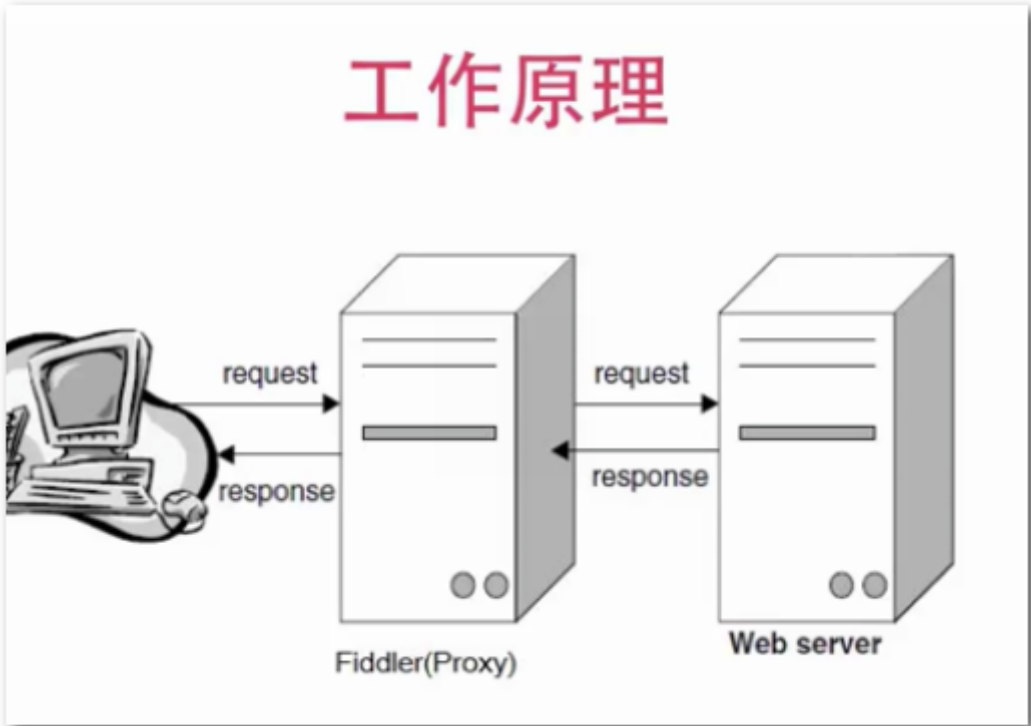 工作原理
request
request
response
response
Fiddler(Proxy)
Web server